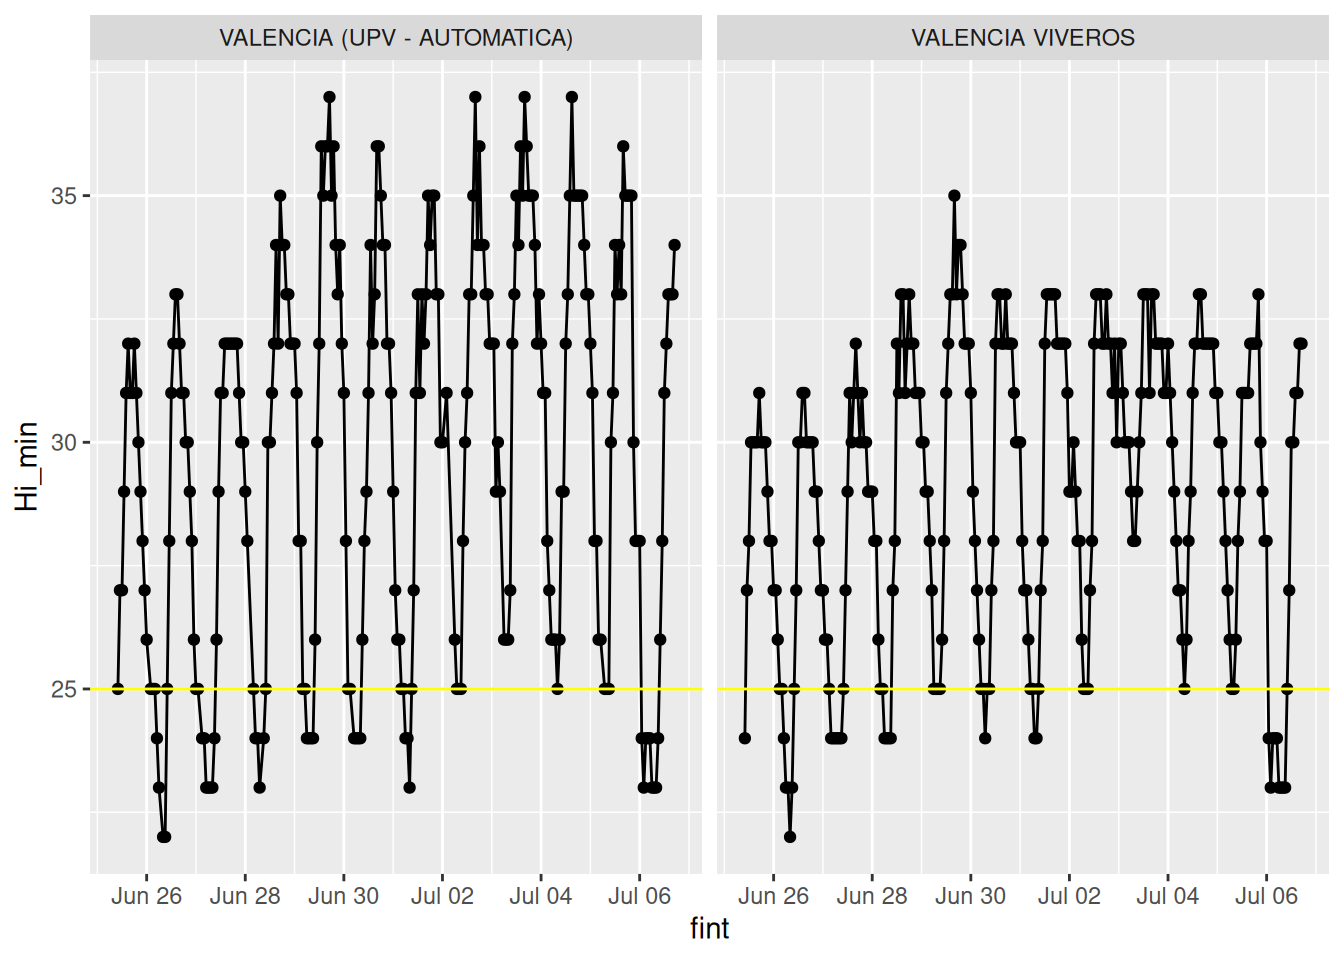 VALENCIA (UPV - AUTOMATICA)
VALENCIA VIVEROS
Hi_min
35
30
25
Jun 26 Jun 28 Jun 30 Jul 02 Jul 04 Jul 06
Jun 26 Jun 28 Jun 30 Jul 02 Jul 04 Jul 06
fint